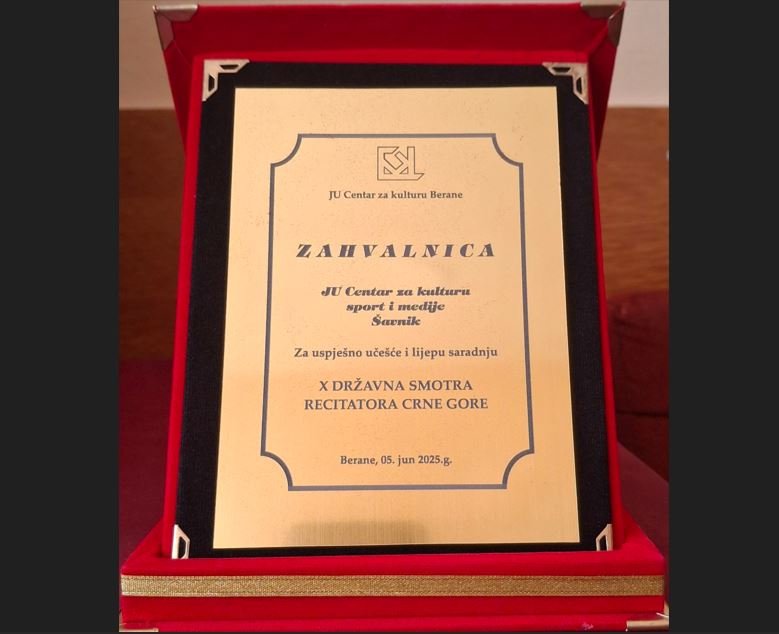 JU Centar za kulturu Berane
ZAHVALNICA
JU Centar za kulturu
sport i medije
Šavnik
Za uspješno učešće i lijepu saradnju
X DRŽAVNA SMOTRA
RECITATORA CRNE GORE
Berane, 05. jun 2025.g.